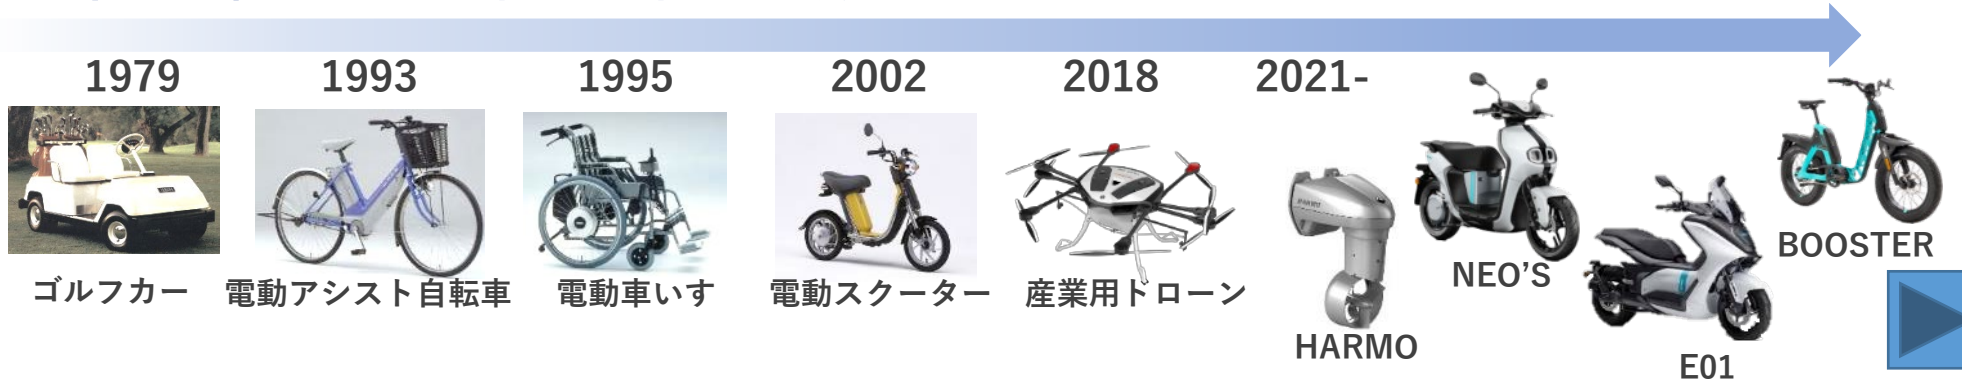 1979
1993
1995
2002
2018
2021-
ゴルフカー
電動アシスト自転車
電動車いす
電動スクーター
産業用ドローン
HARMO
HARMO
NEO’S
E01
BOOSTER